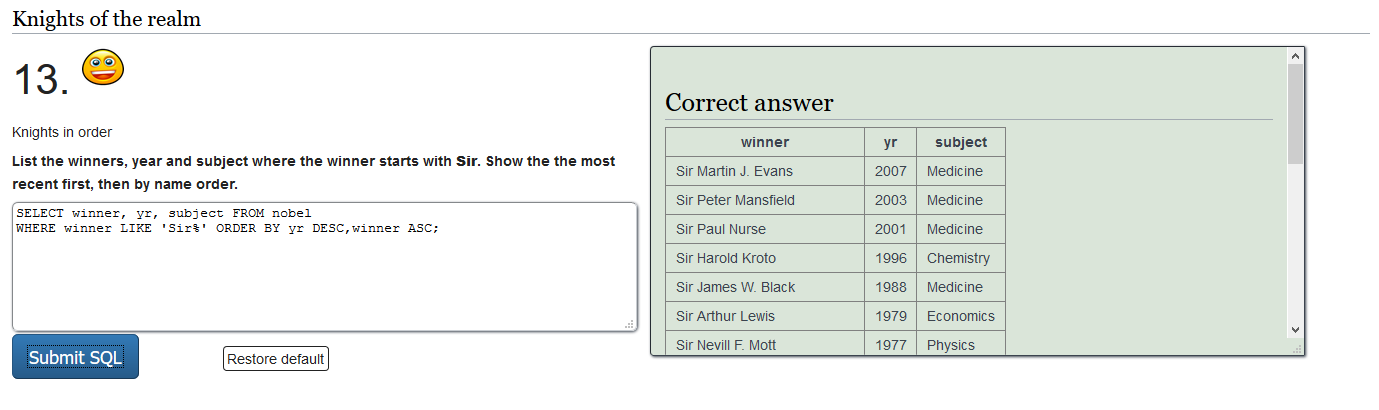 Knights of the realm
13.
Knights in order
List the winners, year and subject where the winner starts with Sir. Show the the most
recent first, then by name order.
SELECT winner, yr, subject FROM nobel
WHERE winner LIKE 'Sir%' ORDER BY yr DESC,winner ASC;
Submit SQL
Restore default
Correct answer
winner yr subject
Sir Martin J. Evans 2007 Medicine
Sir Peter Mansfield 2003 Medicine
Sir Paul Nurse 2001 Medicine
Sir Harold Kroto 1996 Chemistry
Sir James W. Black 1988 Medicine
Sir Arthur Lewis 1979 Economics
Sir Nevill F. Mott 1977 Physics